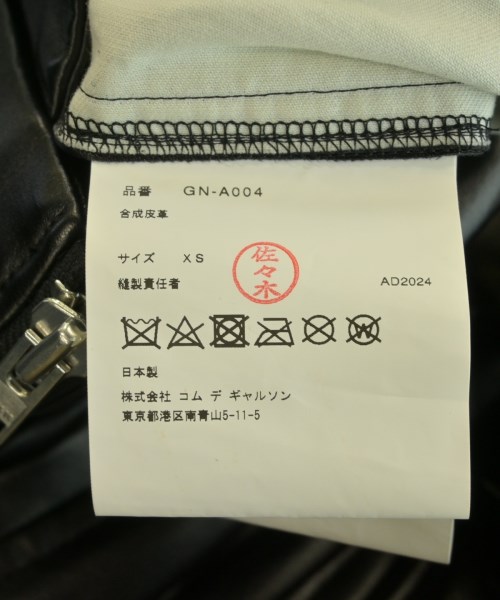 品番 GN-A004
合成皮革
サイズ XS
縫製責任者 佐々木 AD2024
日本製
株式会社 コム デ ギャルソン
東京都港区南青山5-11-5